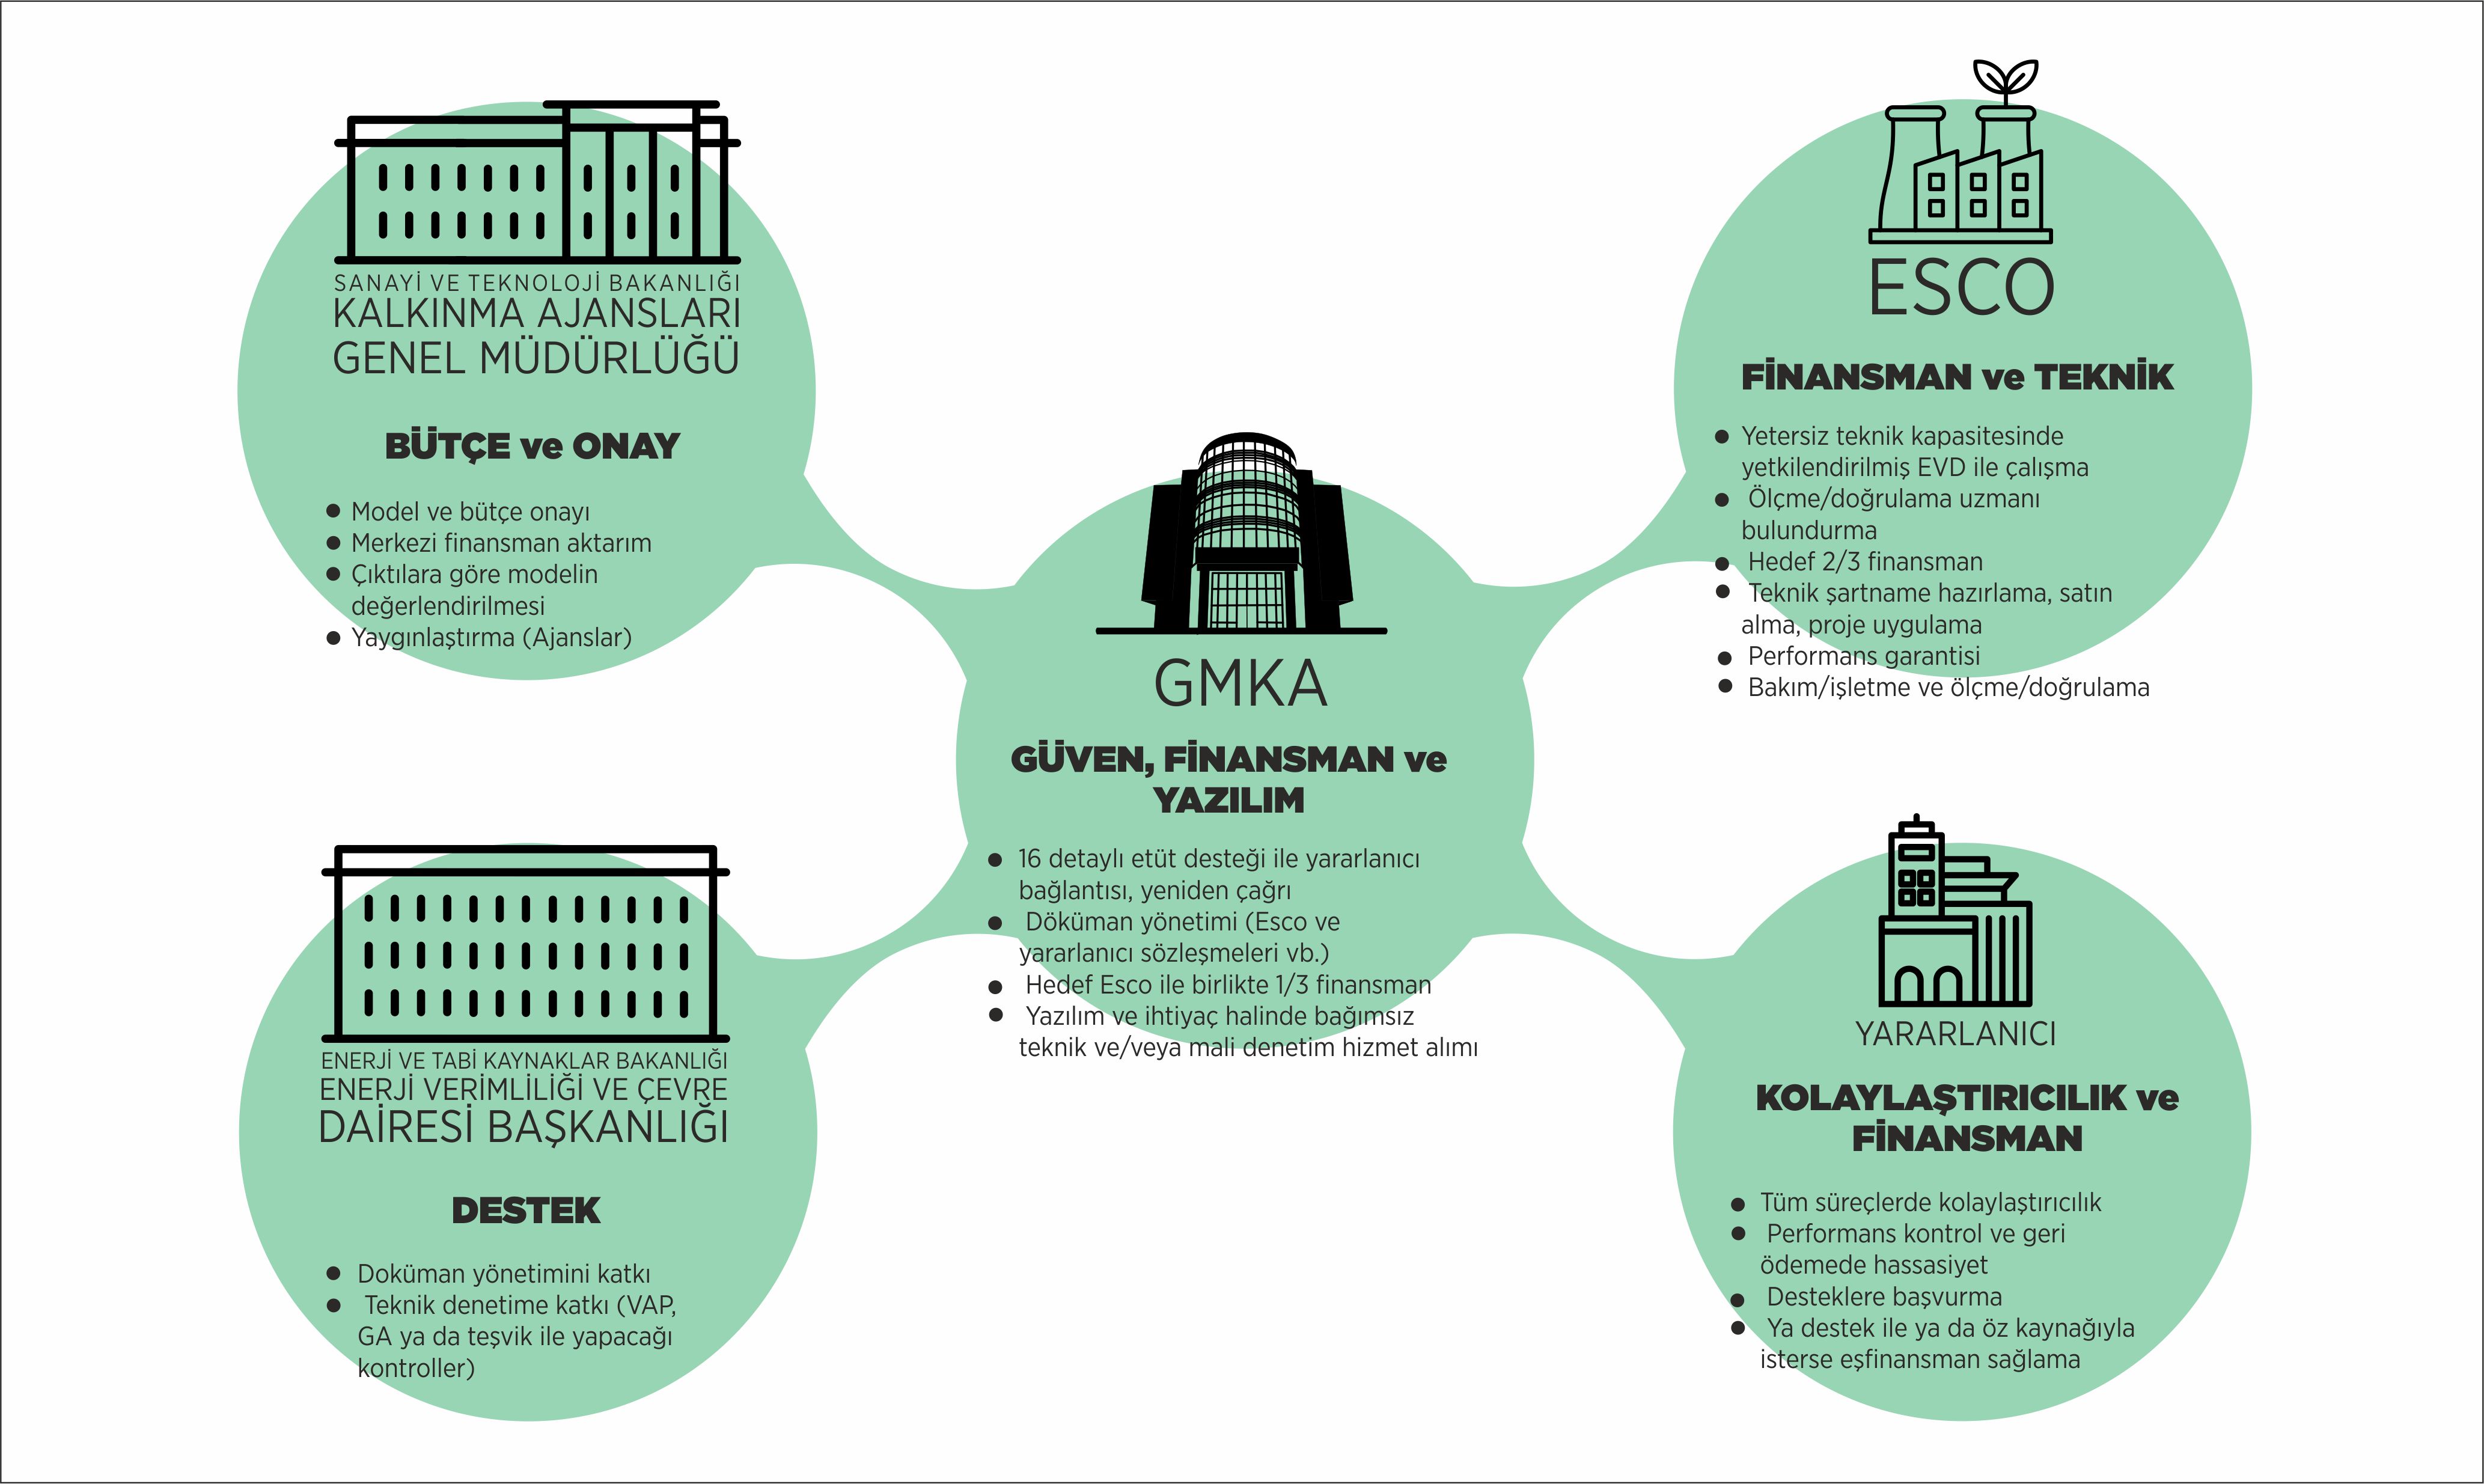 SANAYİ VE TEKNOLOJİ BAKANLIĞI
KALKINMA AJANSLARI
GENEL MÜDÜRLÜĞÜ
BÜTÇE ve ONAY
● Model ve bütçe onayı
● Merkezi finansman aktarım
● Çıktılara göre modelin
değerlendirilmesi
● Yaygınlaştırma (Ajanslar)
ESCO
FİNANSMAN ve TEKNİK
● Yetersiz teknik kapasitesinde
yetkilendirilmiş EVD ile çalışma
● Ölçme/doğrulama uzmanı
bulundurma
● Hedef 2/3 finansman
● Teknik şartname hazırlama, satın
alma, proje uygulama
● Performans garantisi
● Bakım/işletme ve ölçme/doğrulama
GMKA
GÜVEN, FİNANSMAN ve
YAZILIM
● 16 detaylı etüt desteği ile yararlanıcı
bağlantısı, yeniden çağrı
● Döküman yönetimi (Esco ve
yararlanıcı sözleşmeleri vb.)
● Hedef Esco ile birlikte 1/3 finansman
● Yazılım ve ihtiyaç halinde bağımsız
teknik ve/veya mali denetim hizmet alımı
ENERJİ VE TABİ KAYNAKLAR BAKANLIĞI
ENERJİ VERİMLİLİĞİ VE ÇEVRE
DAİRESİ BAŞKANLIĞI
DESTEK
● Doküman yönetimini katkı
● Teknik denetime katkı (VAP,
GA ya da teşvik ile yapacağı
kontroller)
YARARLANICI
KOLAYLAŞTIRICILIK ve
FİNANSMAN
● Tüm süreçlerde kolaylaştırıcılık
● Performans kontrol ve geri
ödemede hassasiyet
● Desteklere başvurma
● Ya destek ile ya da öz kaynağıyla
isterse eşfinansman sağlama